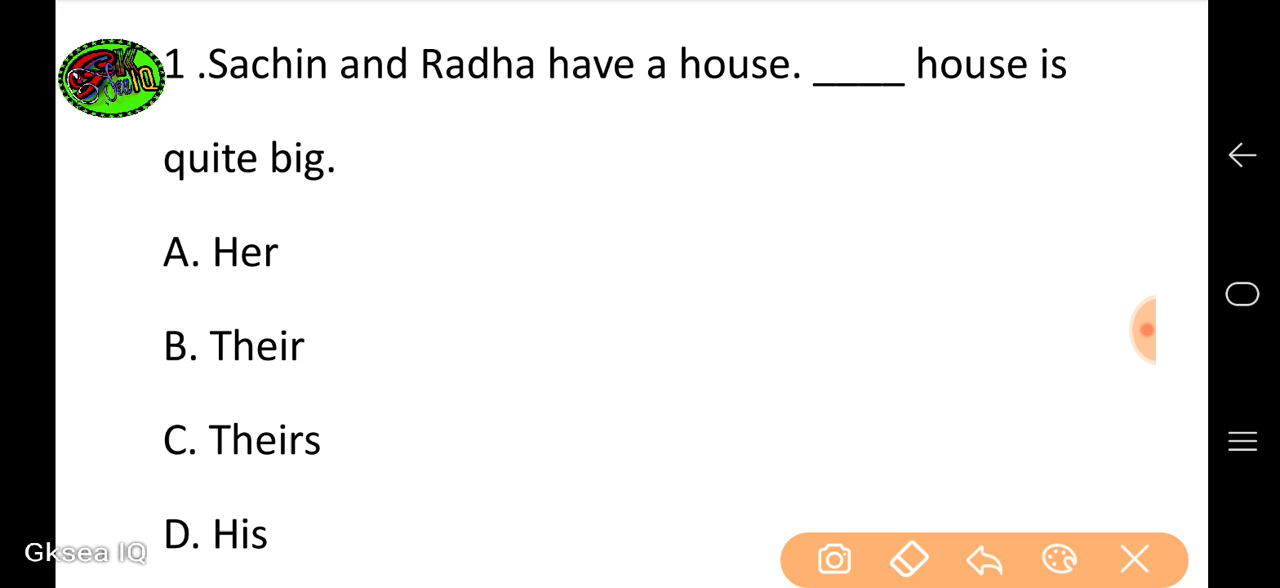 1 .Sachin and Radha have a house. ____ house is
quite big.
A. Her
B. Their
C. Theirs
D. His
Gksea IQ